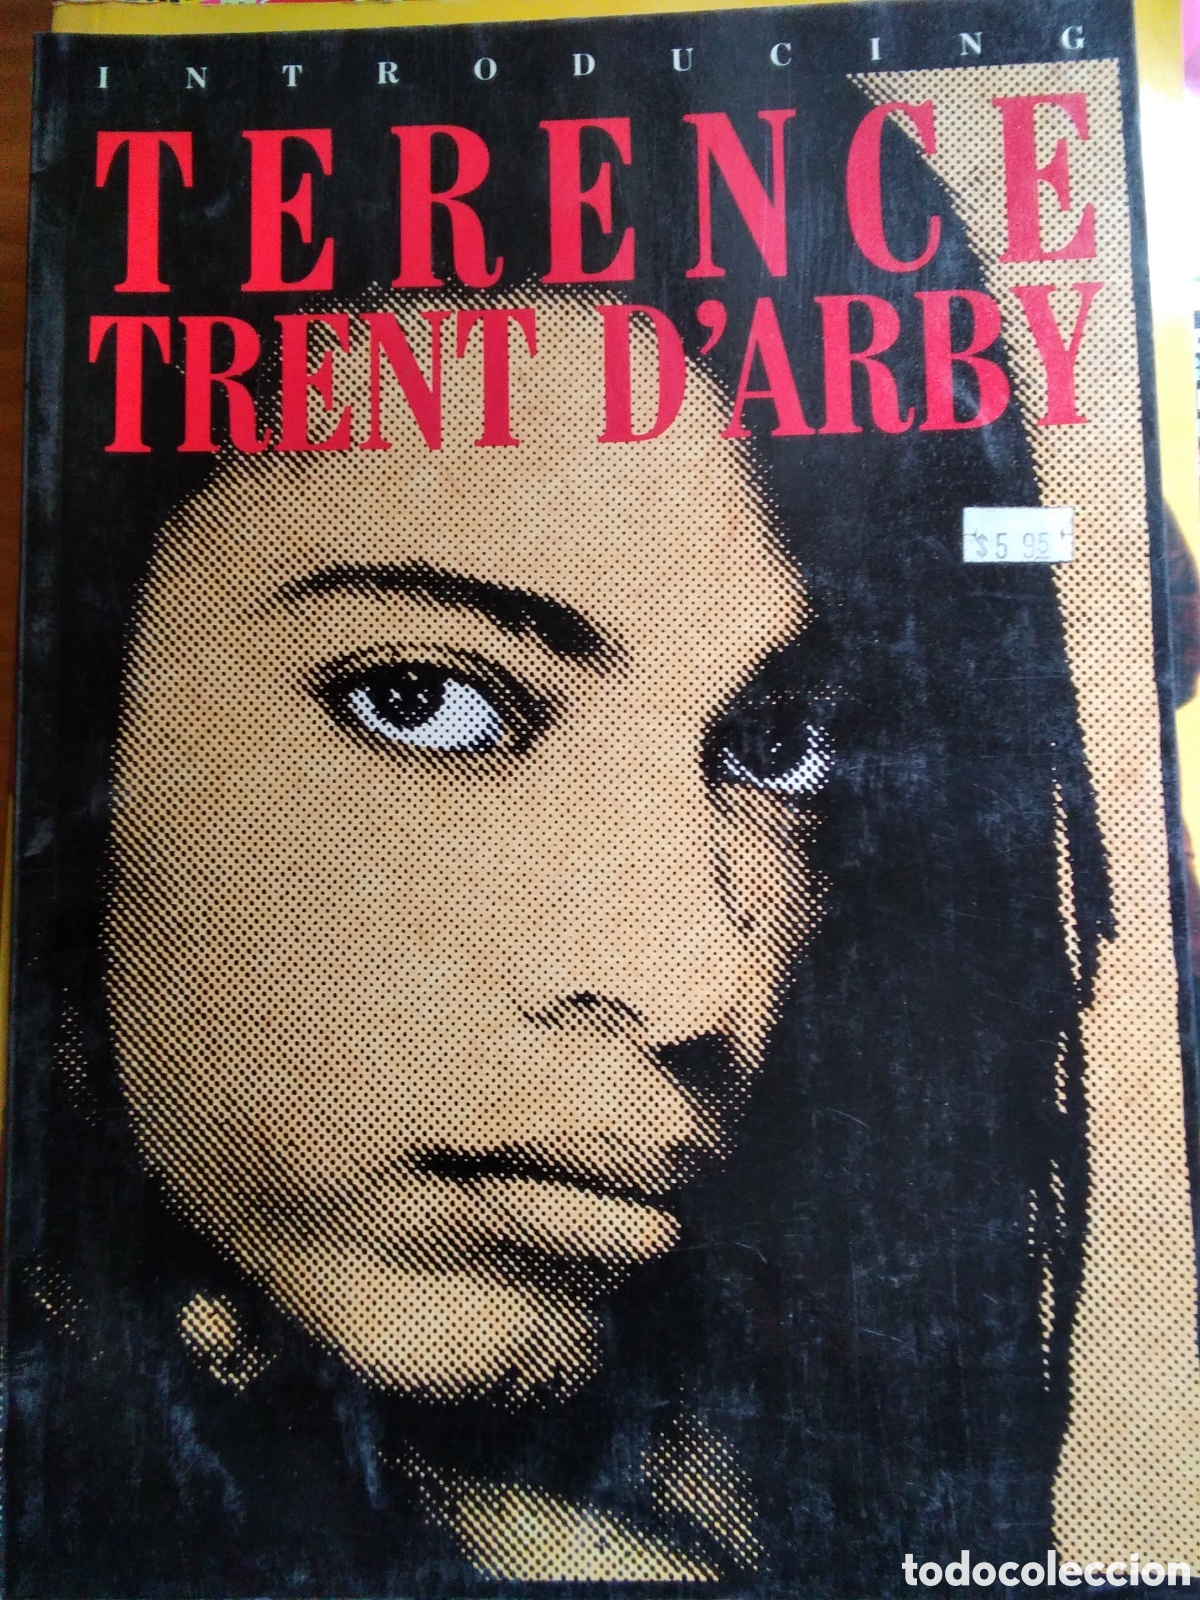 INTRODUCING
TERENCE
TRENT D'ARBY
$5 95
todocoleccion